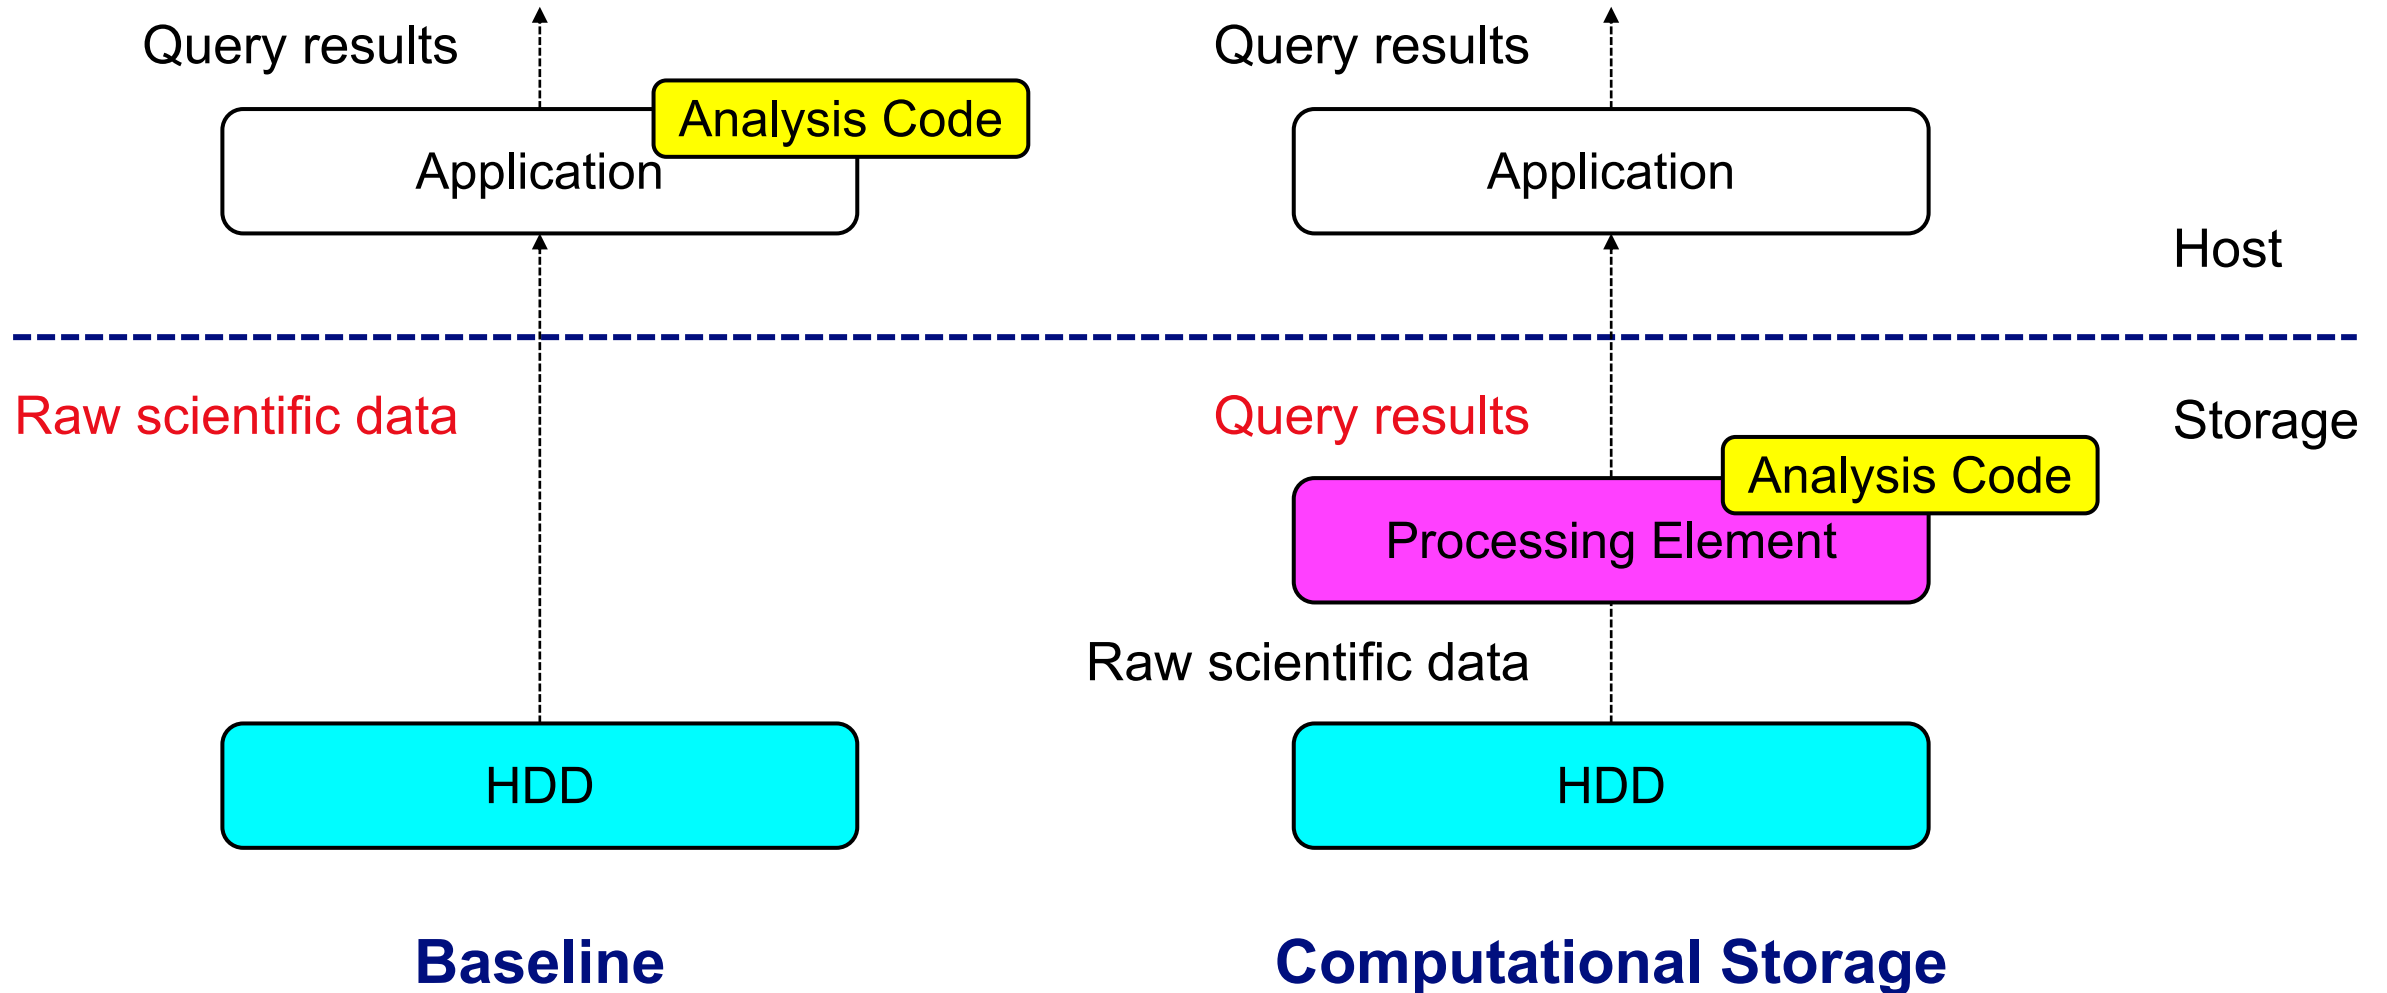 Query results
Analysis Code
Application
Raw scientific data
HDD
Baseline
Query results
Application
Host
Query results
Storage
Analysis Code
Processing Element
Raw scientific data
HDD
Computational Storage